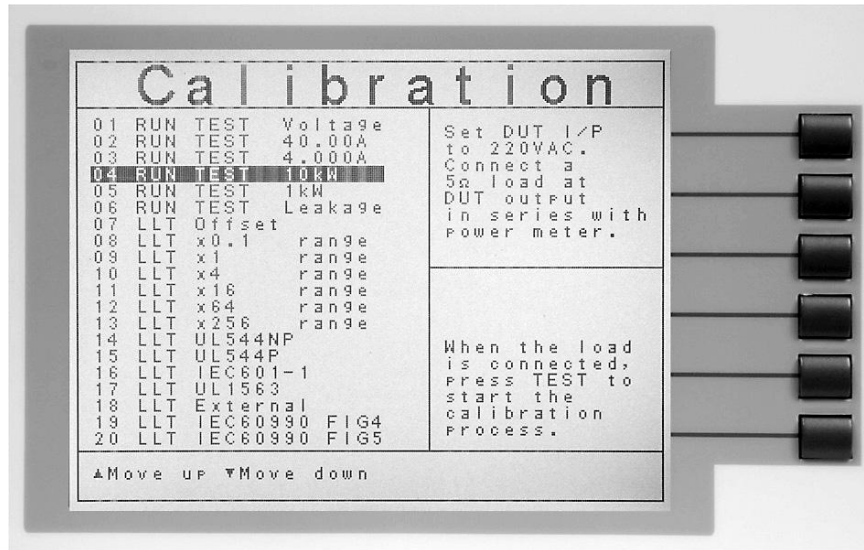 Calibration
01 RUN TEST Voltage
02 RUN TEST 40.00A
03 RUN TEST 4.000A
04 RUN TEST 10kW
05 RUN TEST 1kW
06 RUN TEST Leakage
07 LLT Offset
08 LLT x0.1 range
09 LLT x1 range
10 LLT x4 range
11 LLT x16 range
12 LLT x64 range
13 LLT x256 range
14 LLT UL544NP
15 LLT UL544P
16 LLT IEC601-1
17 LLT UL1563
18 LLT External
19 LLT IEC60990 FIG4
20 LLT IEC60990 FIG5
Set DUT I/P
to 220VAC.
Connect a
5Ω load at
DUT output
in series with
power meter.
When the load
is connected,
press TEST to
start the
calibration
process.
▲Move up ▼Move down